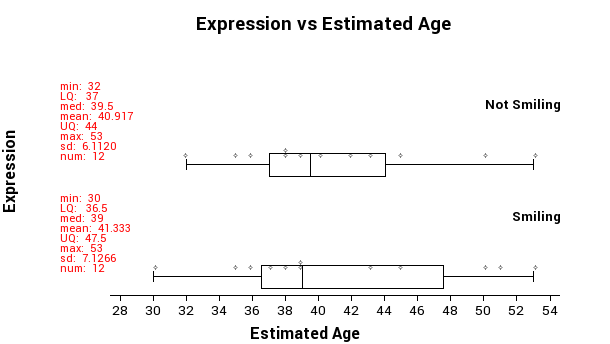 Expression vs Estimated Age
min: 32
LQ: 37
med: 39.5
mean: 40.917
UQ: 44
max: 53
sd: 6.1120
num: 12
Not Smiling
Expression
min: 30
LQ: 36.5
med: 39
mean: 41.333
UQ: 47.5
max: 53
sd: 7.1266
num: 12
Smiling
28 30 32 34 36 38 40 42 44 46 48 50 52 54
Estimated Age